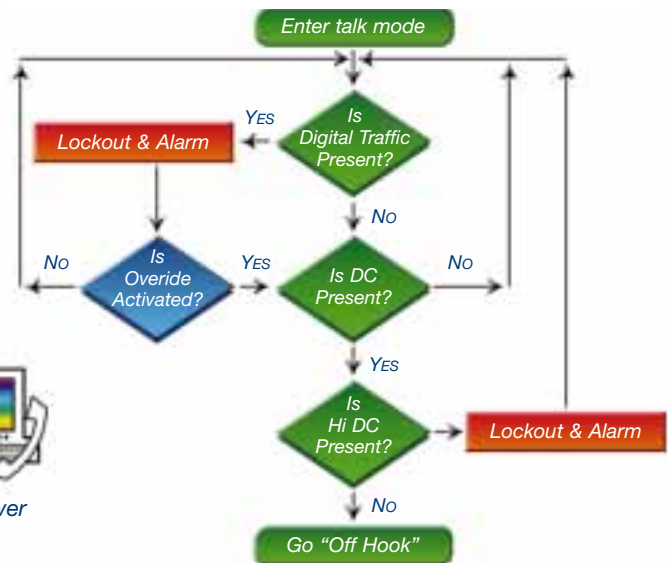 Enter talk mode
Is
Digital Traffic
Present?
YES
Lockout & Alarm
NO
Is
Overide
Activated?
NO
YES
Is DC
Present?
NO
YES
Is
Hi DC
Present?
Lockout & Alarm
NO
Go “Off Hook”